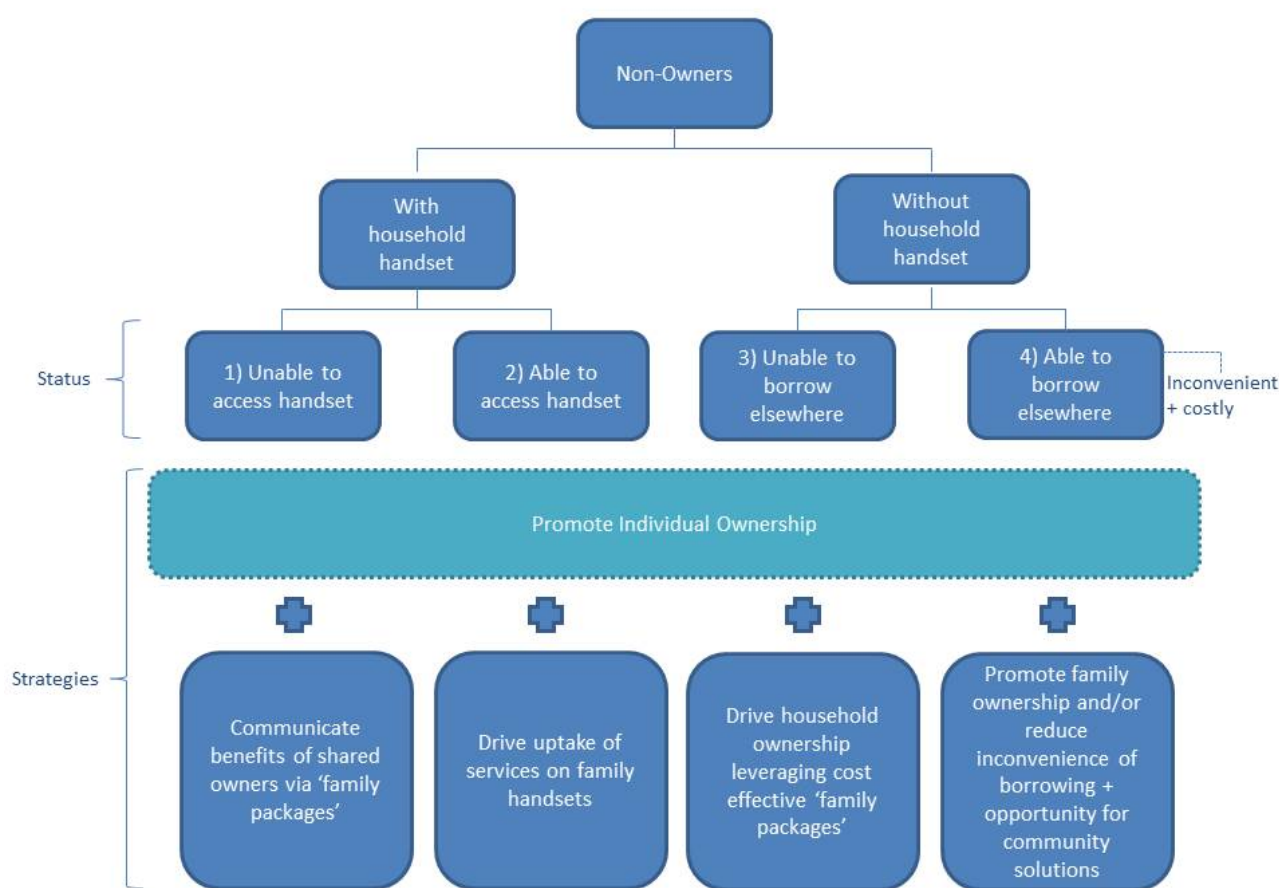 Non-Owners
With
household
handset
Without
household
handset
Status
1) Unable to
access handset
2) Able to
access handset
3) Unable to
borrow
elsewhere
4) Able to
borrow
elsewhere
Inconvenient
+ costly
Promote Individual Ownership
Strategies
Communicate
benefits of shared
owners via ‘family
packages’
Drive uptake of
services on family
handsets
Drive household
ownership
leveraging cost
effective ‘family
packages’
Promote family
ownership and/or
reduce
inconvenience of
borrowing +
opportunity for
community
solutions